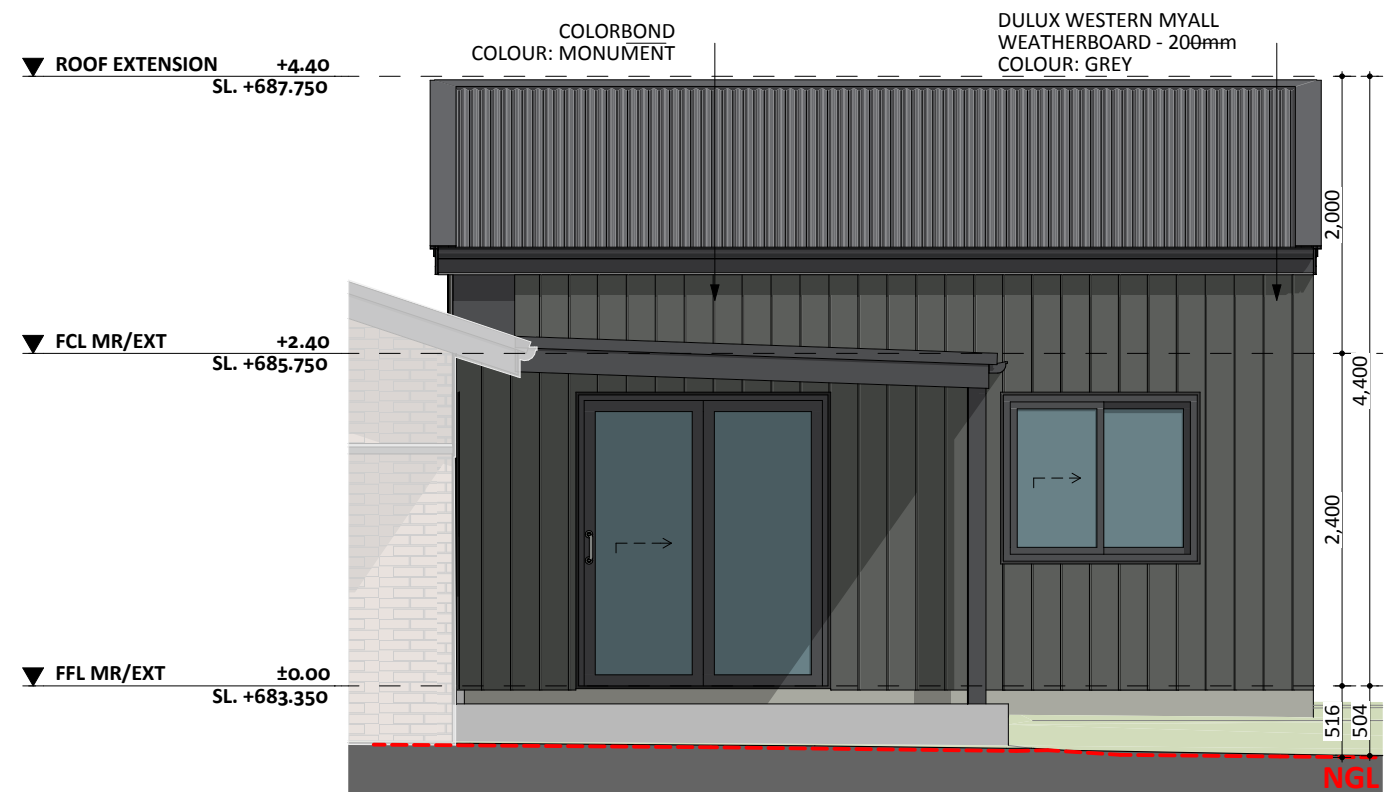 COLORBOND
COLOUR: MONUMENT
DULUX WESTERN MYALL
WEATHERBOARD - 200mm
COLOUR: GREY
ROOF EXTENSION +4.40
SL. +687.750
FCL MR/EXT +2.40
SL. +685.750
FFL MR/EXT ±0.00
SL. +683.350
2,000
4,400
2,400
516
504
NGL